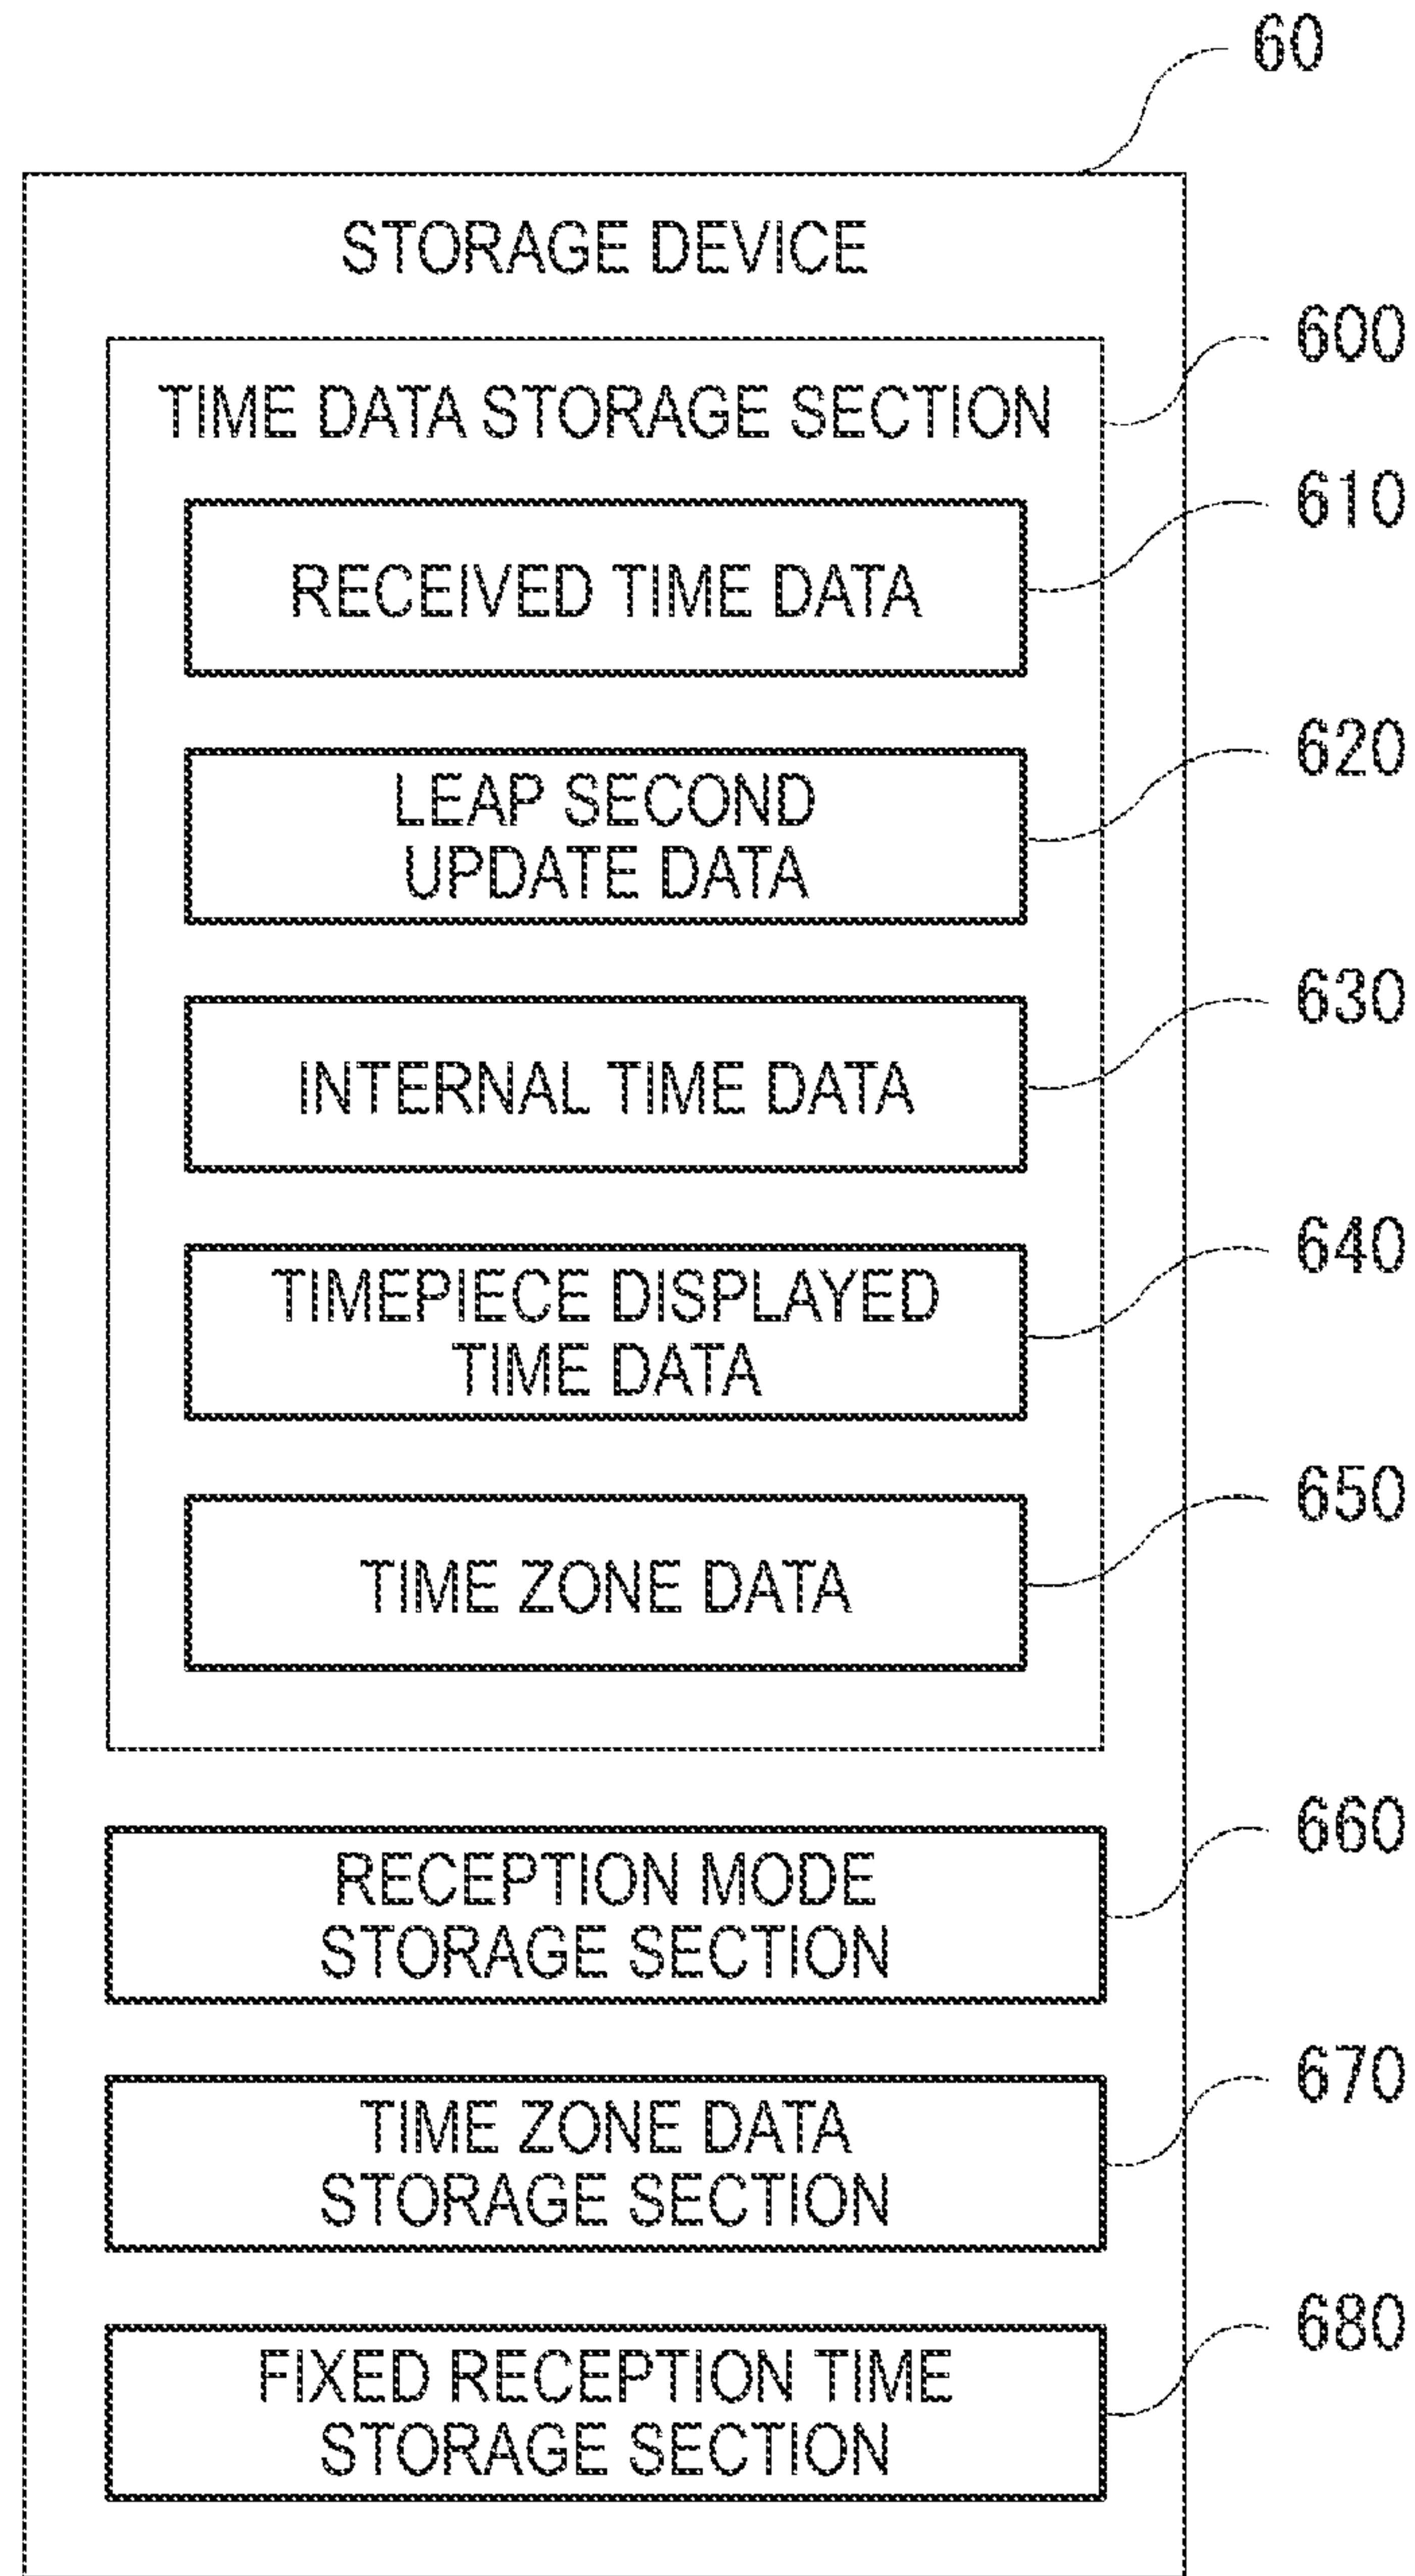 60
STORAGE DEVICE
600
TIME DATA STORAGE SECTION
610
RECEIVED TIME DATA
620
LEAP SECOND
UPDATE DATA
630
INTERNAL TIME DATA
640
TIMEPIECE DISPLAYED
TIME DATA
650
TIME ZONE DATA
660
RECEPTION MODE
STORAGE SECTION
670
TIME ZONE DATA
STORAGE SECTION
680
FIXED RECEPTION TIME
STORAGE SECTION